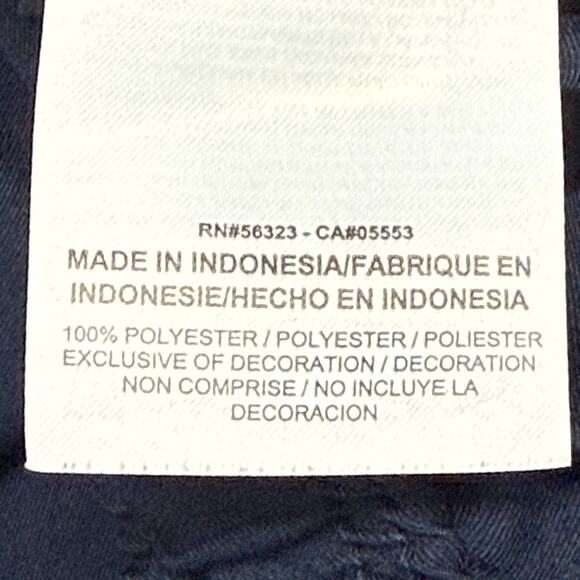 RN#56323 - CA#05553
MADE IN INDONESIA/FABRIQUE EN
INDONESIE/HECHO EN INDONESIA
100% POLYESTER / POLYESTER / POLIESTER
EXCLUSIVE OF DECORATION / DECORATION
NON COMPRISE / NO INCLUYE LA
DECORACION